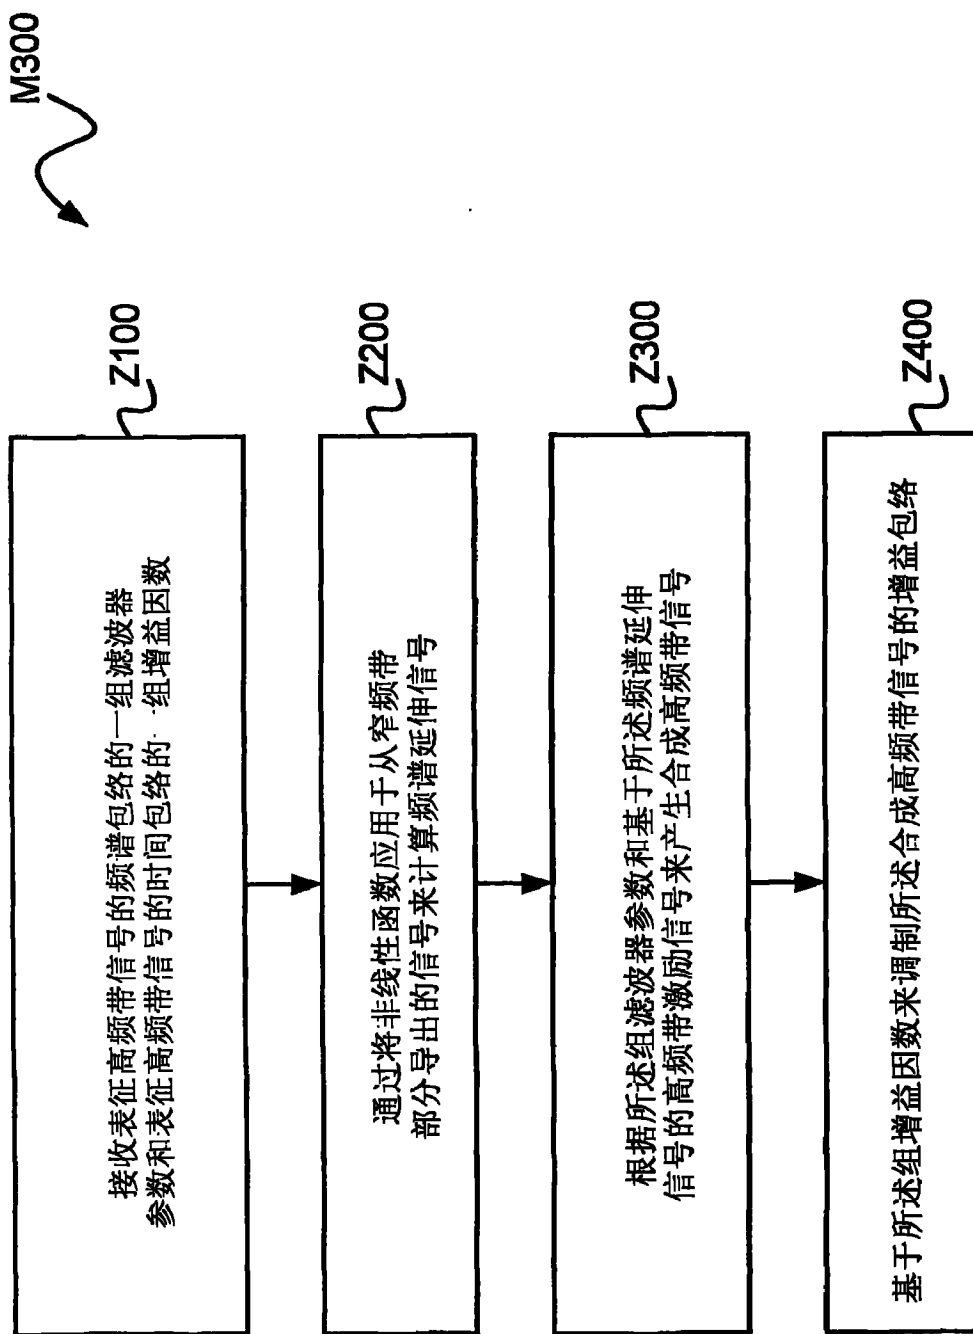 M300
Z100
接收表征高频带信号的频谱包络的一组滤波器
参数和表征高频带信号的时间包络的一组增益因数
Z200
通过将非线性函数应用于从窄频带
部分导出的信号来计算频谱延伸信号
Z300
根据所述组滤波器参数和基于所述频谱延伸
信号的高频带激励信号来产生合成高频带信号
Z400
基于所述组增益因数来调制所述合成高频带信号的增益包络